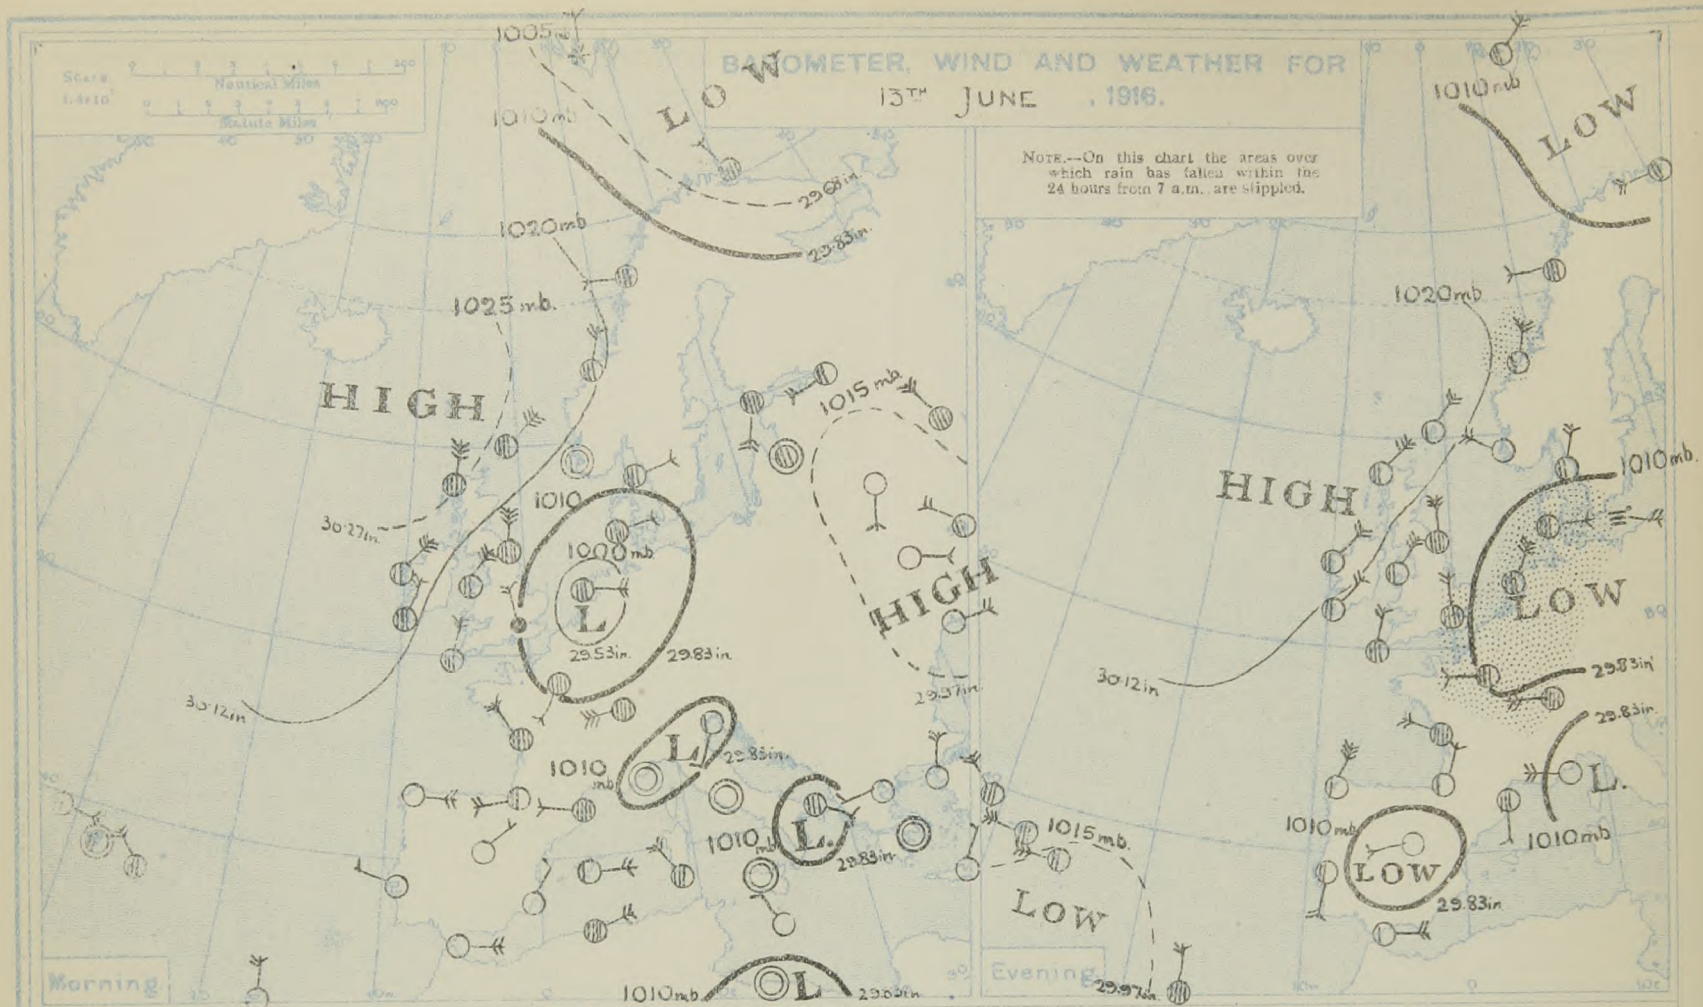 BAROMETER, WIND AND WEATHER FOR
13TH JUNE , 1916.
Nautical Miles
Statute Miles
NOTE.—On this chart the areas over
which rain has fallen within the
24 hours from 7 a.m. are stippled.
1005
LOW
1010mb
29.68in.
29.83in.
1020mb
1025mb.
HIGH
1015mb.
1010
1000mb
L
29.53in.
29.83in.
30.27in.
HIGH
29.97in.
30.12in
1010
mb
L
29.83in.
1010mb
L.
29.83in.
1015mb.
LOW
29.97in.
1010mb
L
Morning
1010mb
LOW
1020mb
HIGH
1010mb.
LOW
29.83in
30.12in
29.83in.
L.
1010mb
1010mb
LOW
29.83in
Evening